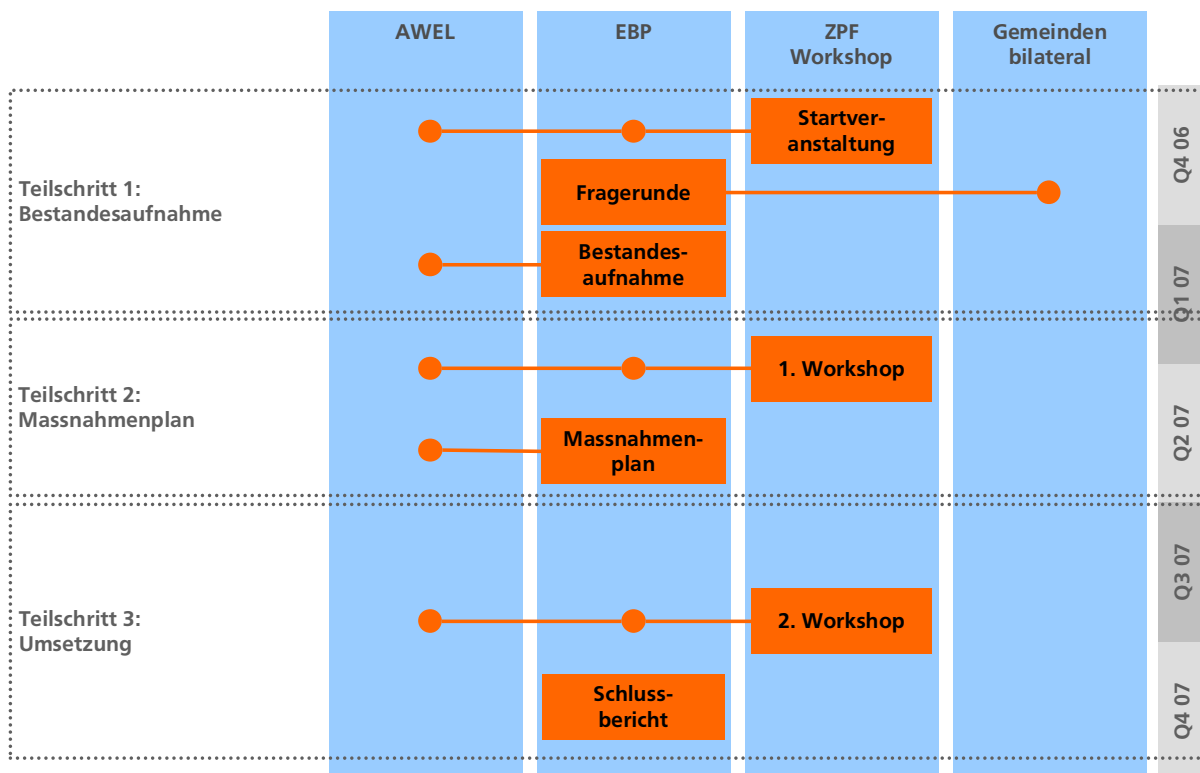 AWEL
EBP
ZPF
Workshop
Gemeinden
bilateral
Teilschritt 1:
Bestandesaufnahme
Startver-
anstaltung
Fragerunde
Bestandes-
aufnahme
Q4 06
Q1 07
Teilschritt 2:
Massnahmenplan
1. Workshop
Massnahmen-
plan
Q2 07
Teilschritt 3:
Umsetzung
2. Workshop
Schluss-
bericht
Q3 07
Q4 07